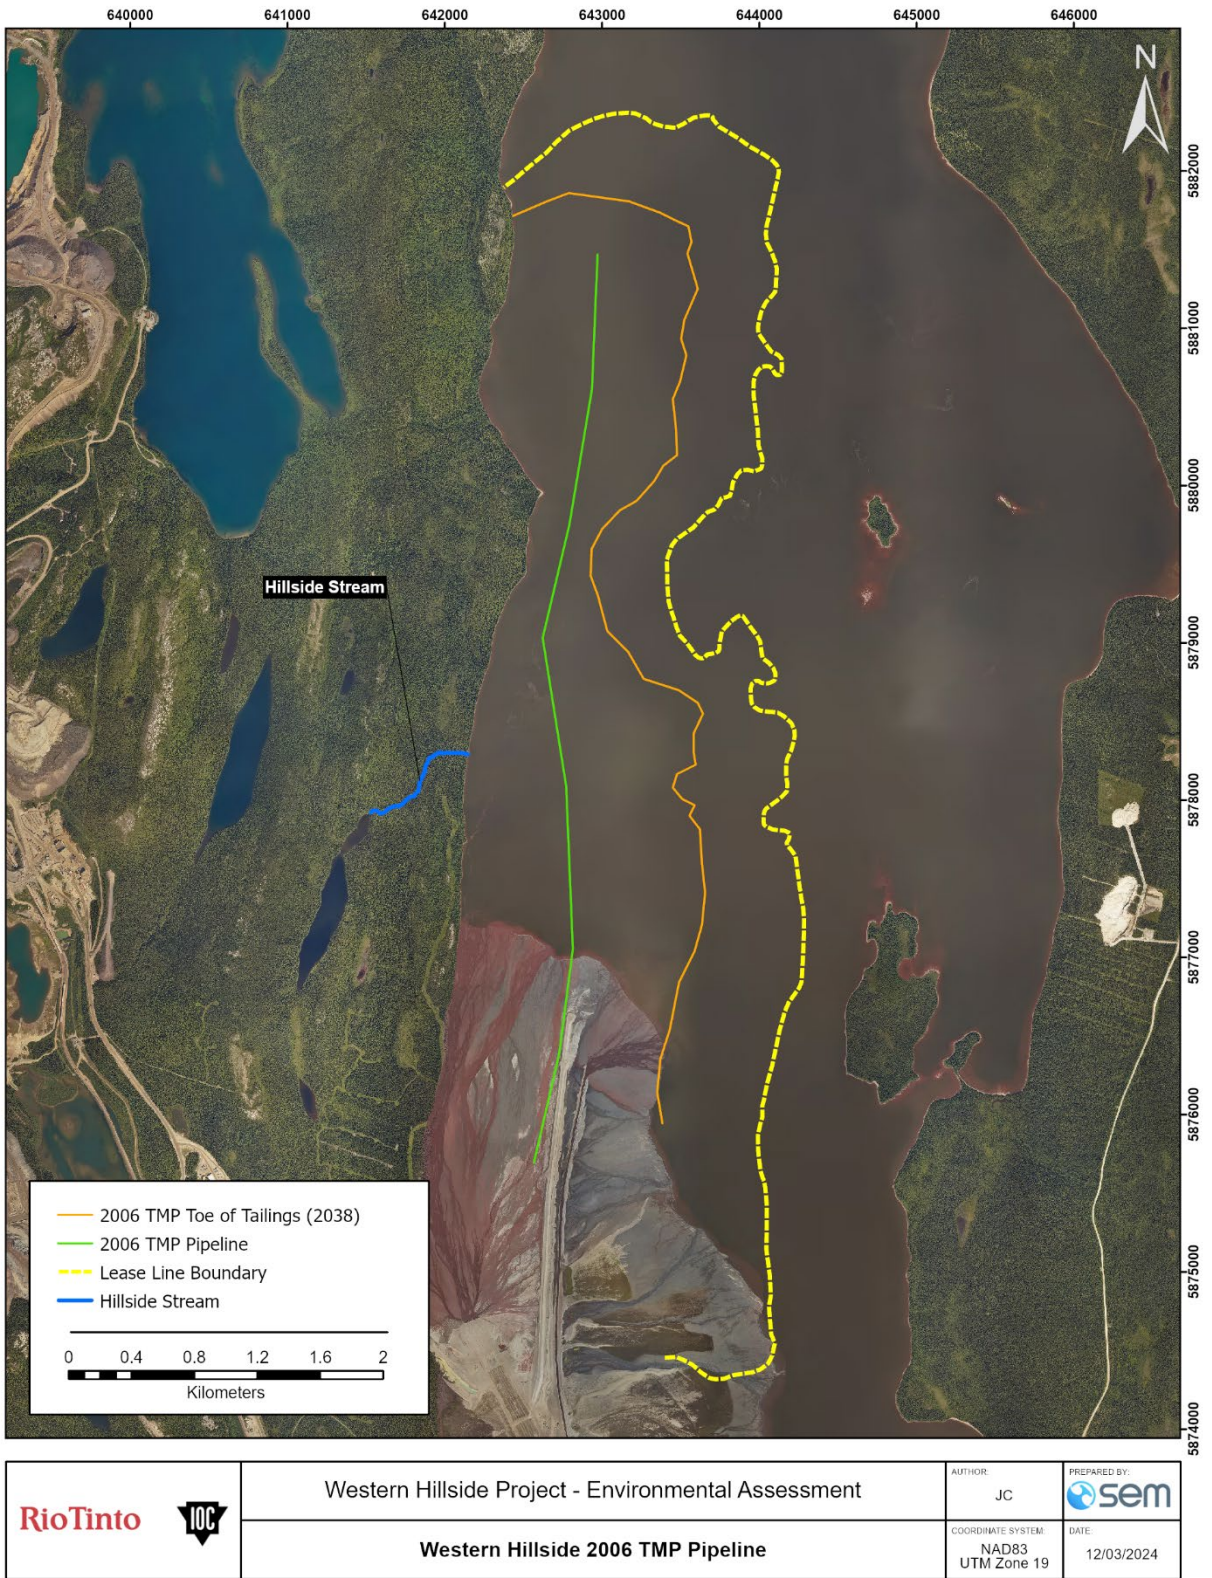 640000 641000 642000 643000 644000 645000 646000
N
5882000
5881000
5880000
Hillside Stream
5879000
5878000
5877000
5876000
5875000
5874000
2006 TMP Toe of Tailings (2038)
2006 TMP Pipeline
Lease Line Boundary
Hillside Stream
0 0.4 0.8 1.2 1.6 2
Kilometers
RioTinto
IOC
Western Hillside Project - Environmental Assessment
Western Hillside 2006 TMP Pipeline
AUTHOR:
JC
PREPARED BY:
sem
COORDINATE SYSTEM:
NAD83
UTM Zone 19
DATE:
12/03/2024